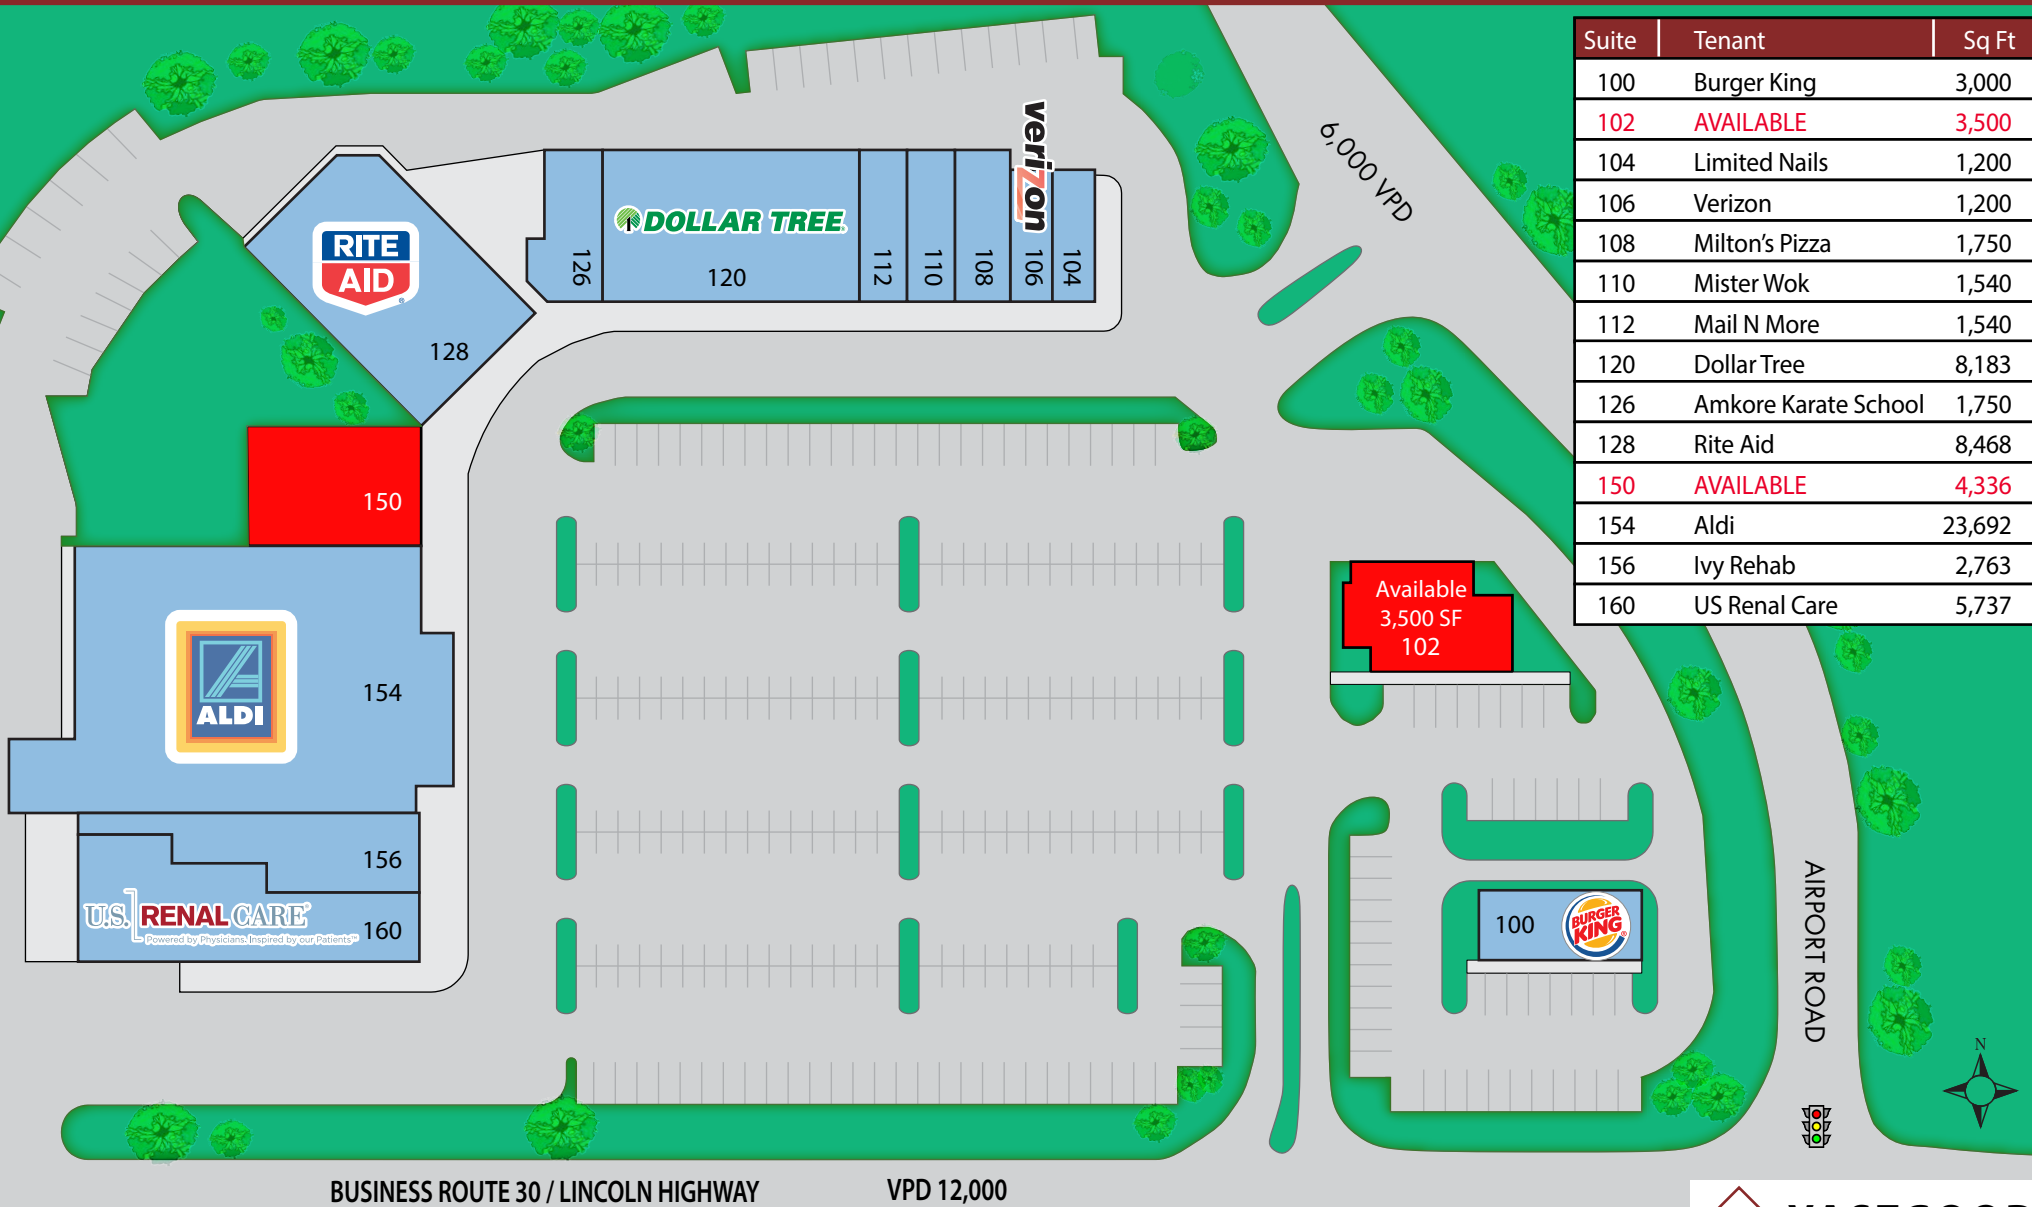 Suite Tenant Sq Ft
100 Burger King 3,000
102 AVAILABLE 3,500
104 Limited Nails 1,200
106 Verizon 1,200
108 Milton's Pizza 1,750
110 Mister Wok 1,540
112 Mail N More 1,540
120 Dollar Tree 8,183
126 Amkore Karate School 1,750
128 Rite Aid 8,468
150 AVAILABLE 4,336
154 Aldi 23,692
156 Ivy Rehab 2,763
160 US Renal Care 5,737
6,000 VPD
verizon
RITE
AID
128
126
DOLLAR TREE
120
112
110
108
106
104
150
ALDI
154
156
U.S. RENAL CARE
Powered by Physicians. Inspired by our Patients™
160
Available
3,500 SF
102
100
BURGER
KING
AIRPORT ROAD
N
BUSINESS ROUTE 30 / LINCOLN HIGHWAY
VPD 12,000